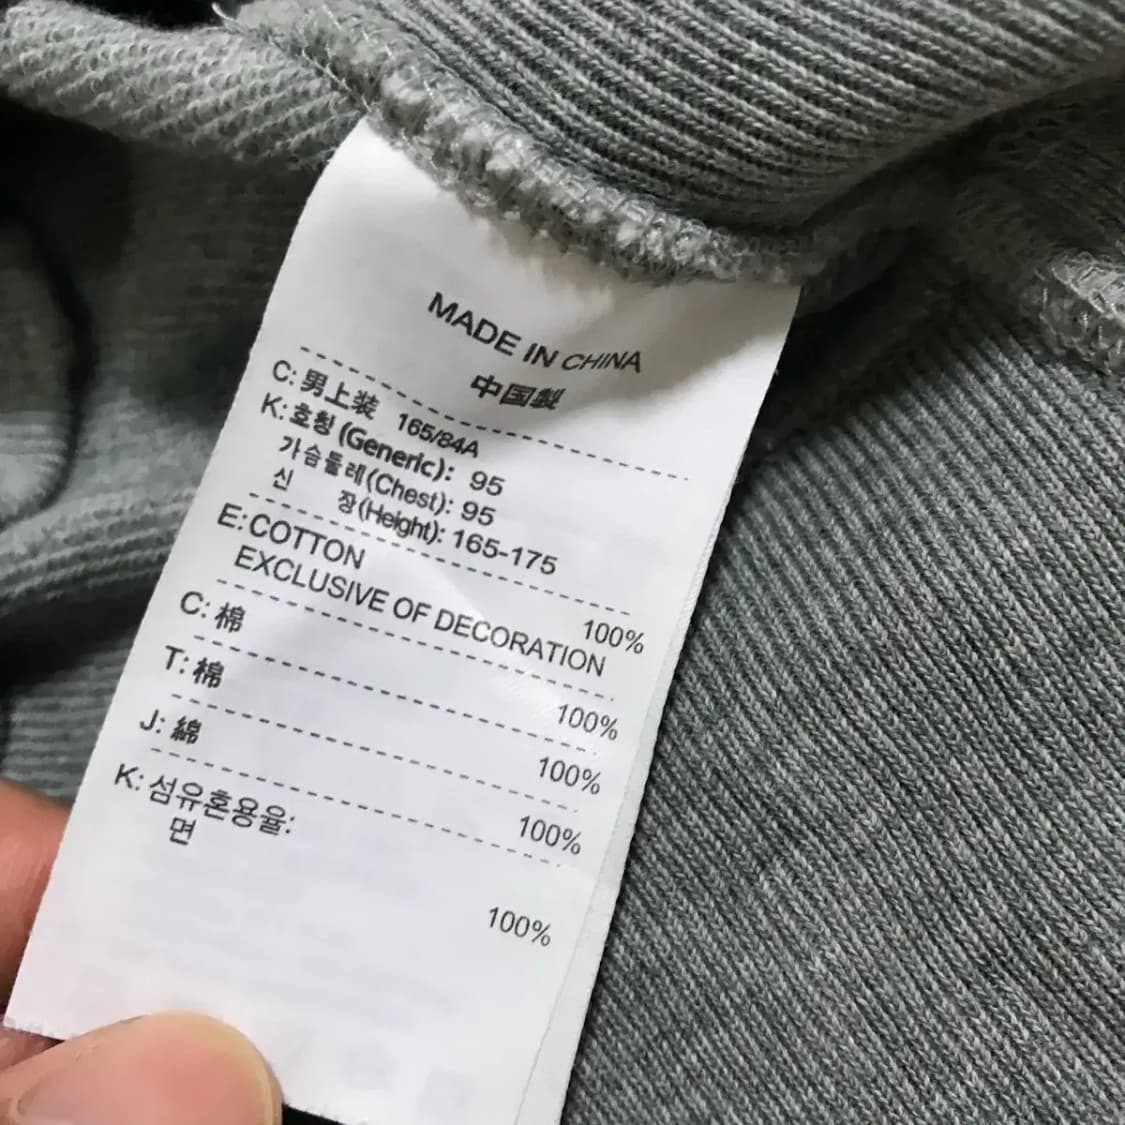 MADE IN CHINA
中国製
C: 男上装 165/84A
K: 호칭 (Generic): 95
가슴둘레(Chest): 95
신 장(Height): 165-175
E: COTTON 100%
EXCLUSIVE OF DECORATION
C: 棉 100%
T: 棉 100%
J: 綿 100%
K: 섬유혼용율:
면 100%